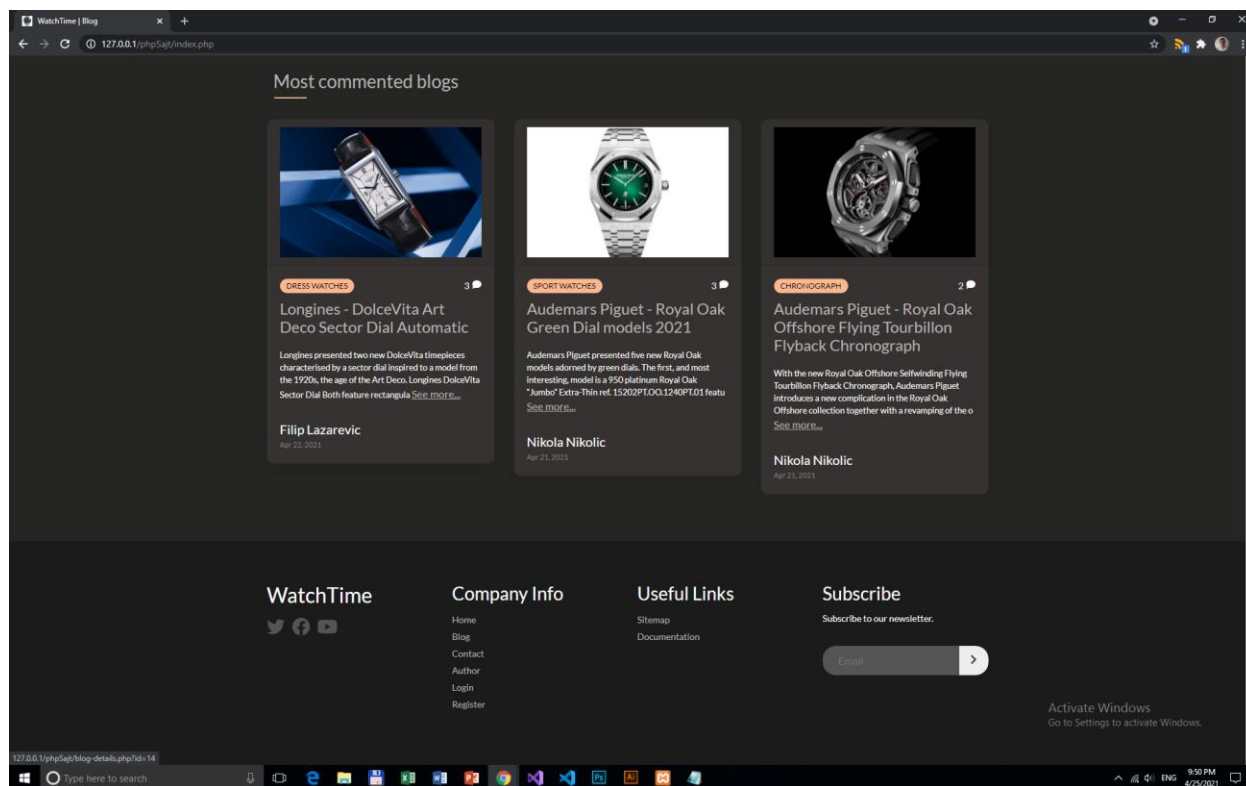 WatchTime | Blog
127.0.0.1/phpSajt/index.php
Most commented blogs
DRESS WATCHES
3
Longines - DolceVita Art
Deco Sector Dial Automatic
Longines presented two new DolceVita timepieces
characterised by a sector dial inspired to a model from
the 1920s, the age of the Art Deco. Longines DolceVita
Sector Dial Both feature rectangula See more...
Filip Lazarevic
Apr 22, 2021
SPORT WATCHES
3
Audemars Piguet - Royal Oak
Green Dial models 2021
Audemars Piguet presented five new Royal Oak
models adorned by green dials. The first, and most
interesting, model is a 950 platinum Royal Oak
"Jumbo" Extra-Thin ref. 15202PT.OO.1240PT.01 featu
See more...
Nikola Nikolic
Apr 21, 2021
CHRONOGRAPH
2
Audemars Piguet - Royal Oak
Offshore Flying Tourbillon
Flyback Chronograph
With the new Royal Oak Offshore Selfwinding Flying
Tourbillon Flyback Chronograph, Audemars Piguet
introduces a new complication in the Royal Oak
Offshore collection together with a revamping of the o
See more...
Nikola Nikolic
Apr 21, 2021
WatchTime
Company Info
Home
Blog
Contact
Author
Login
Register
Useful Links
Sitemap
Documentation
Subscribe
Subscribe to our newsletter.
Email
Activate Windows
Go to Settings to activate Windows.
127.0.0.1/phpSajt/blog-details.php?id=14
Type here to search
Ps
Ai
ENG
9:50 PM
4/25/2021